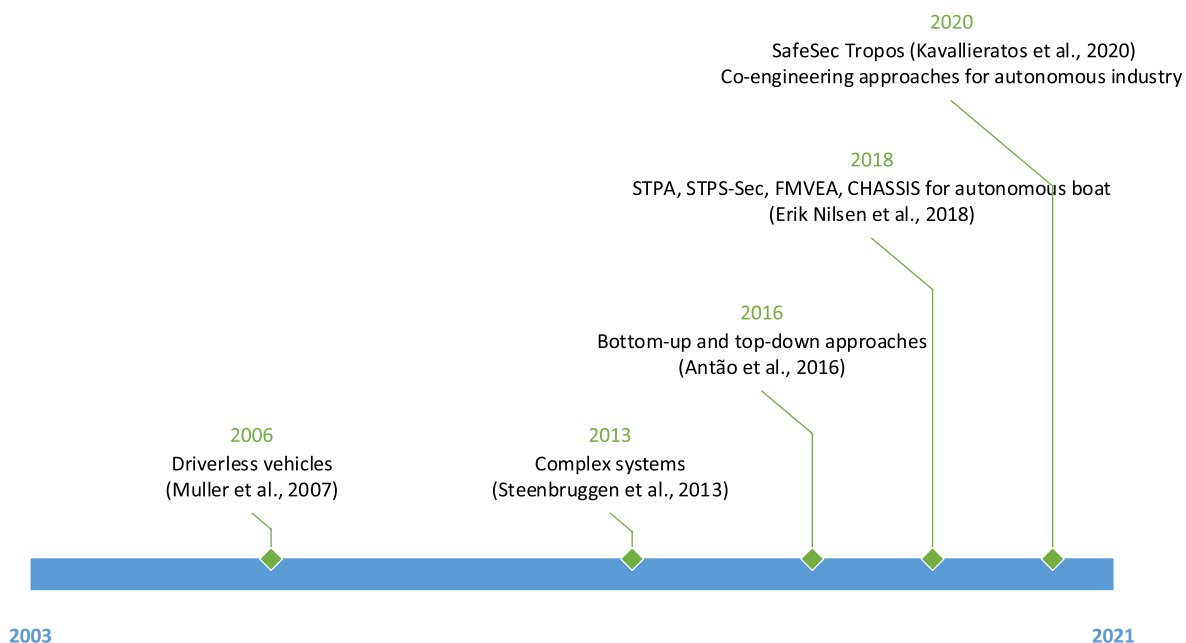 2020
SafeSec Tropos (Kavallieratos et al., 2020)
Co-engineering approaches for autonomous industry
2018
STPA, STPS-Sec, FMVEA, CHASSIS for autonomous boat
(Erik Nilsen et al., 2018)
2016
Bottom-up and top-down approaches
(Antão et al., 2016)
2006
Driverless vehicles
(Muller et al., 2007)
2013
Complex systems
(Steenbruggen et al., 2013)
2003
2021